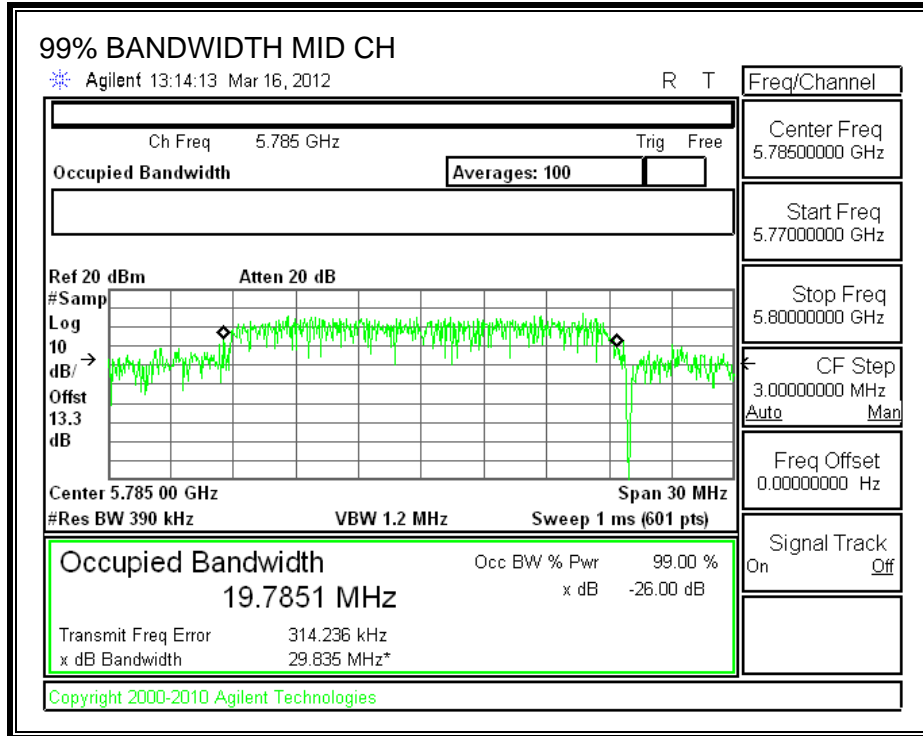 99% BANDWIDTH MID CH
Agilent 13:14:13 Mar 16, 2012 R T
Freq/Channel
Ch Freq 5.785 GHz Trig Free
Occupied Bandwidth Averages: 100
Center Freq
5.78500000 GHz
Start Freq
5.77000000 GHz
Stop Freq
5.80000000 GHz
CF Step
3.00000000 MHz
Auto Man
Freq Offset
0.00000000 Hz
Signal Track
On Off
Ref 20 dBm Atten 20 dB
#Samp
Log
10
dB/
Offst
13.3
dB
Center 5.785 00 GHz Span 30 MHz
#Res BW 390 kHz VBW 1.2 MHz Sweep 1 ms (601 pts)
Occupied Bandwidth
19.7851 MHz
Occ BW % Pwr 99.00 %
x dB -26.00 dB
Transmit Freq Error 314.236 kHz
x dB Bandwidth 29.835 MHz*
Copyright 2000-2010 Agilent Technologies